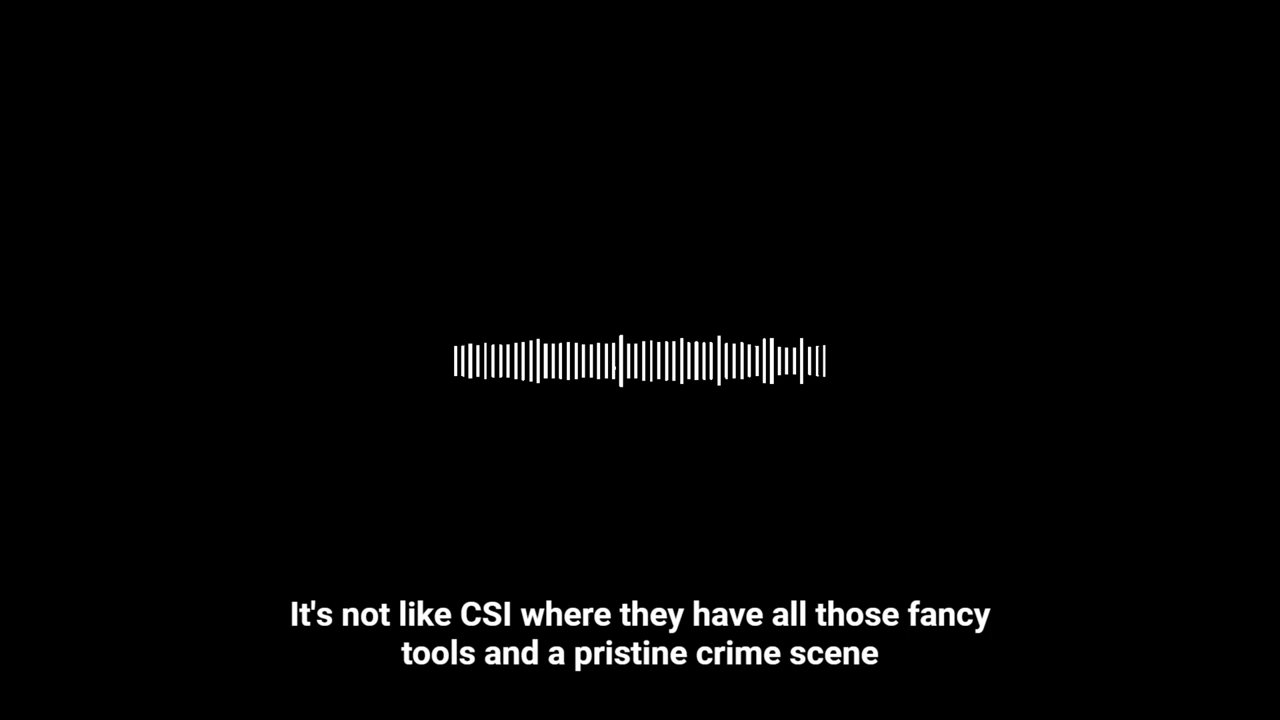 It's not like CSI where they have all those fancy
tools and a pristine crime scene